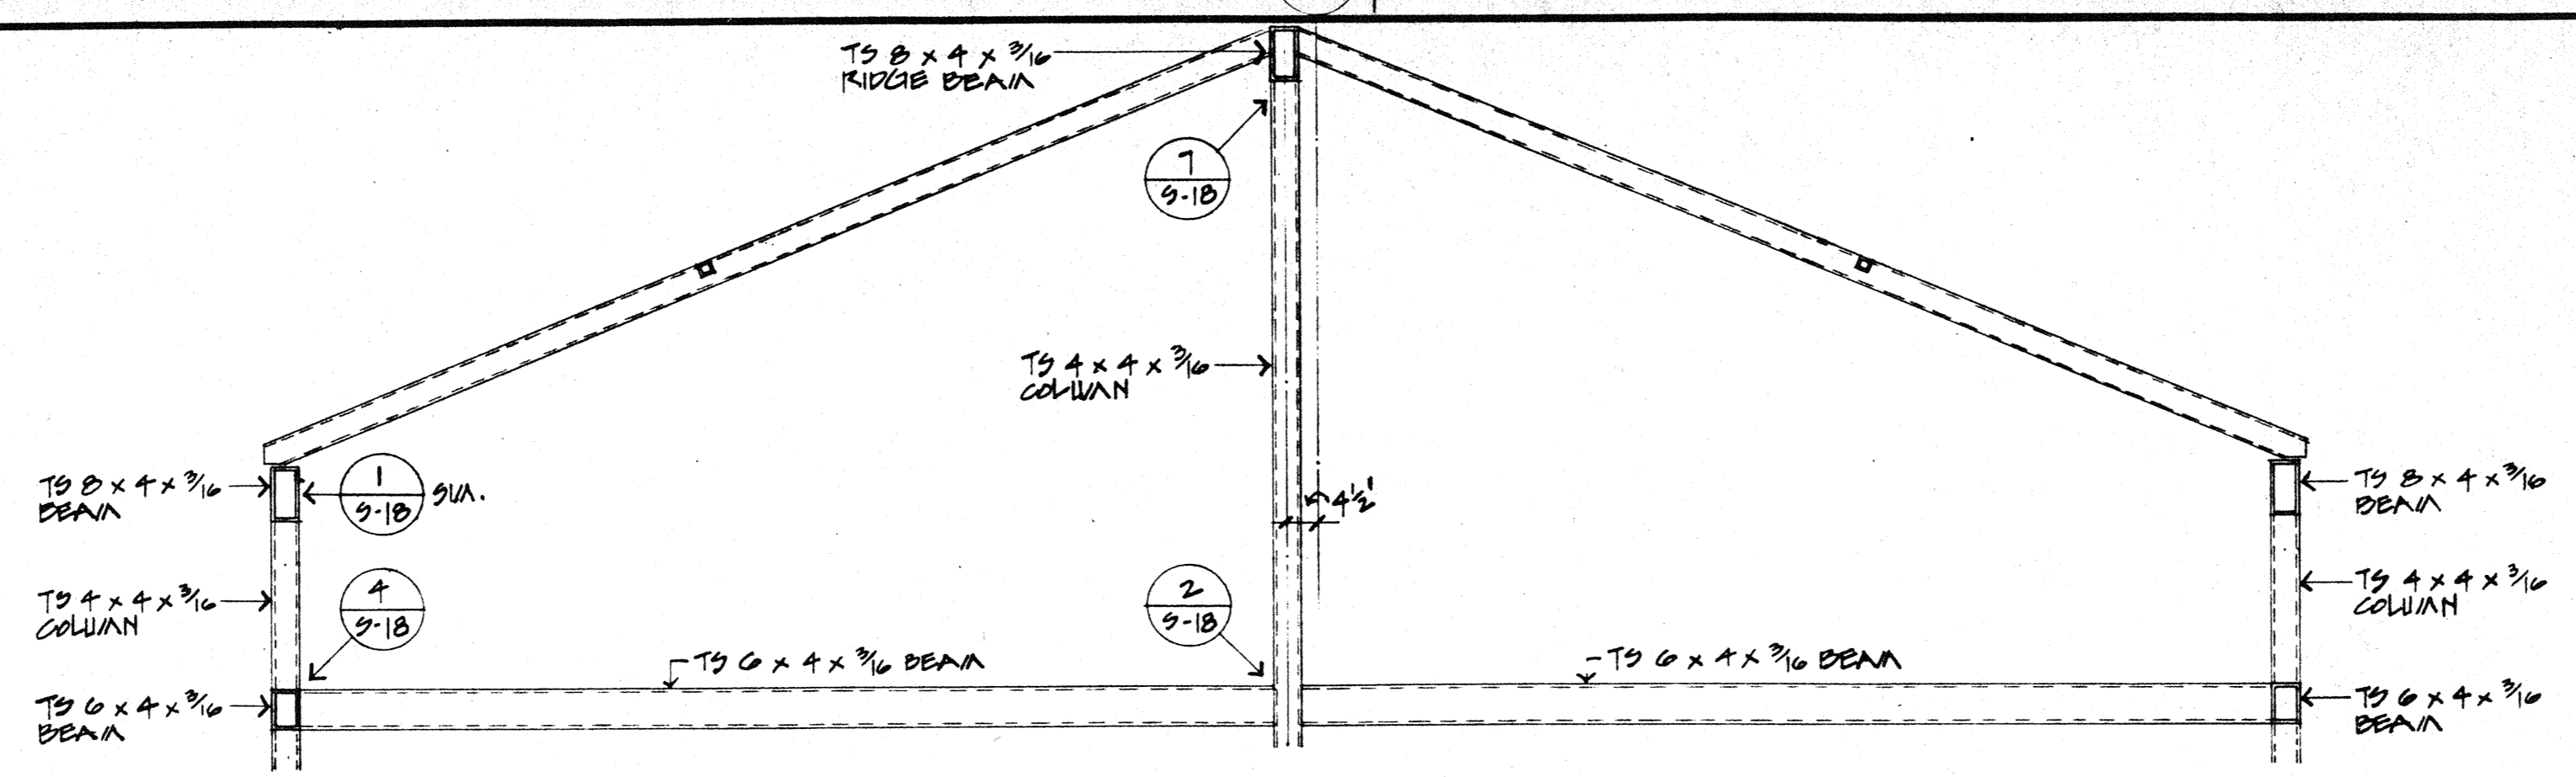 TS 8 x 4 x 3/16
RIDGE BEAM
7
S-18
TS 4 x 4 x 3/16
COLUMN
TS 8 x 4 x 3/16
BEAM
1
S-18
SIM.
4 1/2'
TS 8 x 4 x 3/16
BEAM
TS 4 x 4 x 3/16
COLUMN
4
S-18
2
S-18
TS 4 x 4 x 3/16
COLUMN
TS 6 x 4 x 3/16 BEAM
TS 6 x 4 x 3/16 BEAM
TS 6 x 4 x 3/16
BEAM
TS 6 x 4 x 3/16
BEAM